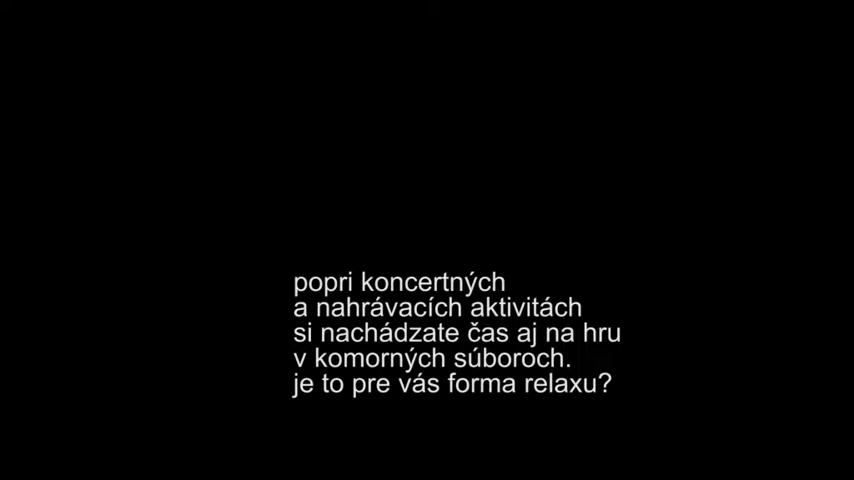 popri koncertných
a nahrávacích aktivitách
si nachádzate čas aj na hru
v komorných súboroch.
je to pre vás forma relaxu?